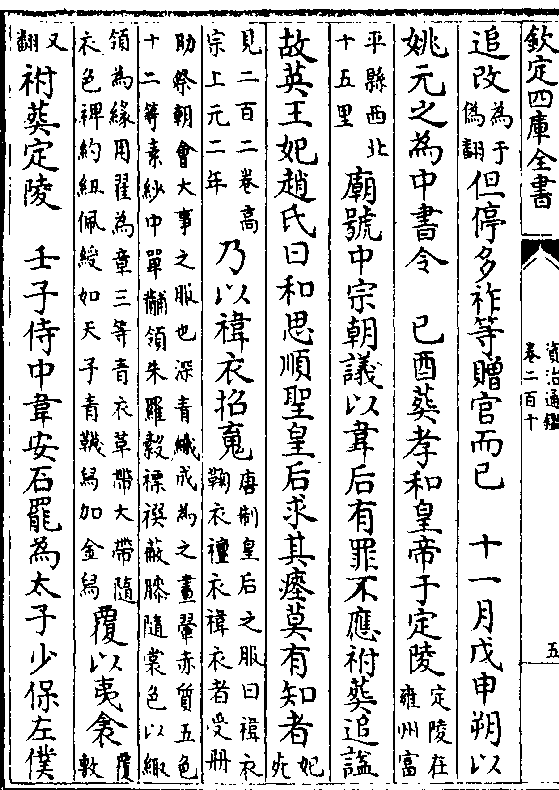 欽定四庫全書
資治通鑑
卷二百十
五
追改為于偽翻但停多祚等贈官而已　十一月戊申朔以
姚元之為中書令　己酉葬孝和皇帝于定陵定陵在雍州富
平縣西北十五里廟號中宗朝議以韋后有罪不應祔葬追謚
故英王妃趙氏曰和思順聖皇后求其瘞莫有知者妃死
見二百二卷高宗上元二年乃以褘衣招䰟唐制皇后之服曰褘衣鞠衣襢衣褘衣者受冊
助祭朝會大事之服也深青織成為之畫翬赤質五色十二等素紗中單黼領朱羅縠褾襈蔽膝隨裳色以緅
領為緣用翟為章三等青衣革帶大帶隨衣色裨約紐佩綬如天子青韈舄加金舄覆以夷衾覆敷
又翻祔葬定陵　壬子侍中韋安石罷為太子少保左僕